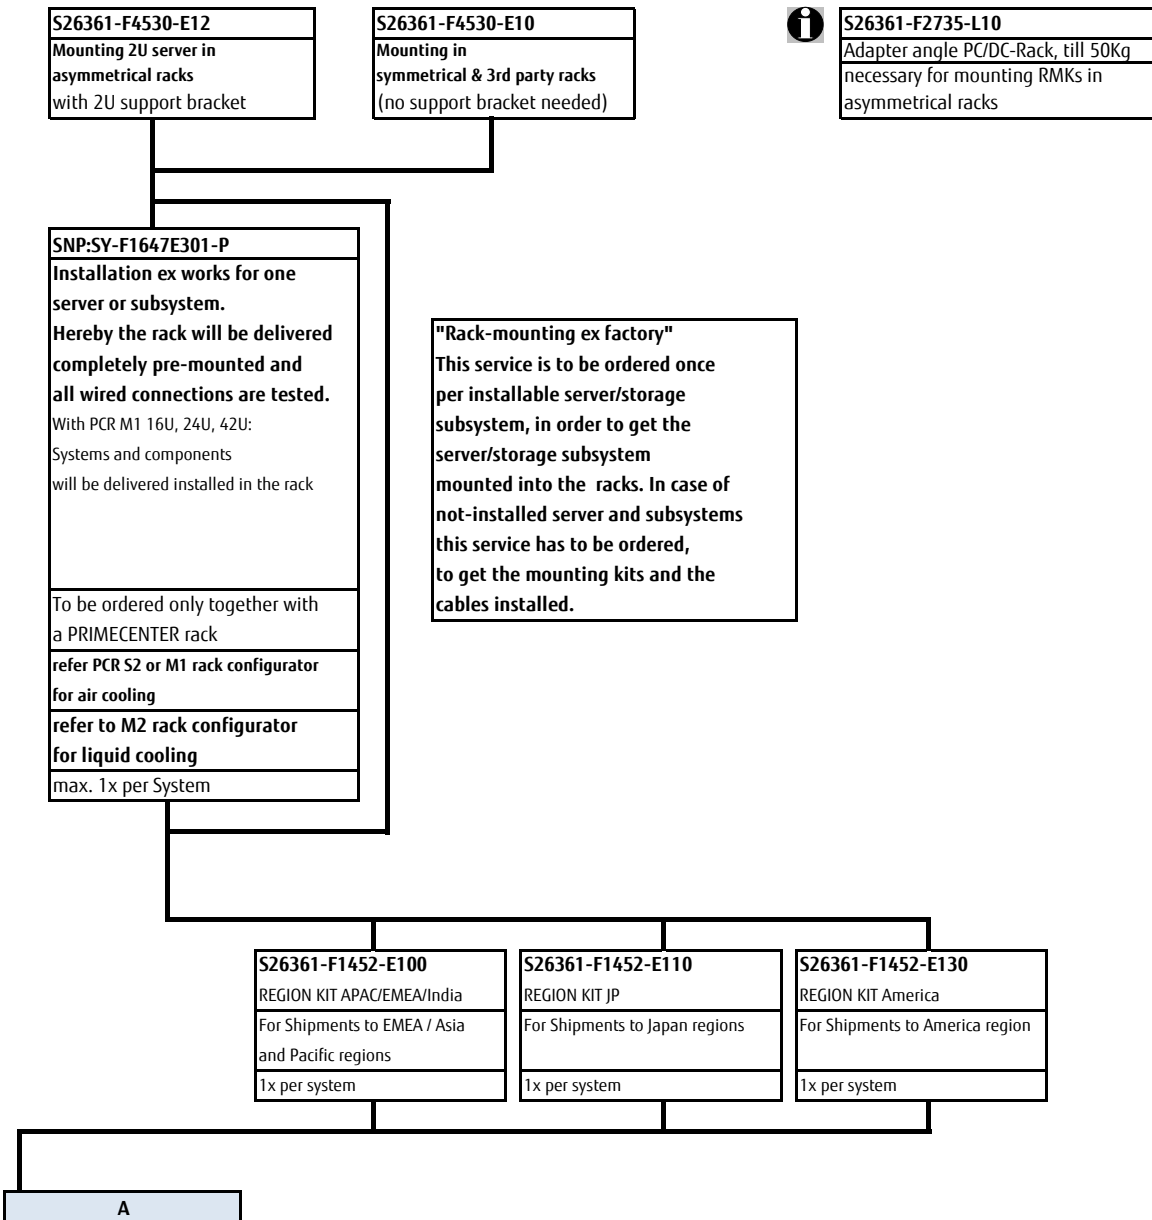 S26361-F4530-E12
Mounting 2U server in
asymmetrical racks
with 2U support bracket
S26361-F4530-E10
Mounting in
symmetrical & 3rd party racks
(no support bracket needed)
S26361-F2735-L10
Adapter angle PC/DC-Rack, till 50Kg
necessary for mounting RMKs in
asymmetrical racks
SNP:SY-F1647E301-P
Installation ex works for one
server or subsystem.
Hereby the rack will be delivered
completely pre-mounted and
all wired connections are tested.
With PCR M1 16U, 24U, 42U:
Systems and components
will be delivered installed in the rack
To be ordered only together with
a PRIMECENTER rack
refer PCR S2 or M1 rack configurator
for air cooling
refer to M2 rack configurator
for liquid cooling
max. 1x per System
"Rack-mounting ex factory"
This service is to be ordered once
per installable server/storage
subsystem, in order to get the
server/storage subsystem
mounted into the racks. In case of
not-installed server and subsystems
this service has to be ordered,
to get the mounting kits and the
cables installed.
S26361-F1452-E100
REGION KIT APAC/EMEA/India
For Shipments to EMEA / Asia
and Pacific regions
1x per system
S26361-F1452-E110
REGION KIT JP
For Shipments to Japan regions
1x per system
S26361-F1452-E130
REGION KIT America
For Shipments to America region
1x per system
A